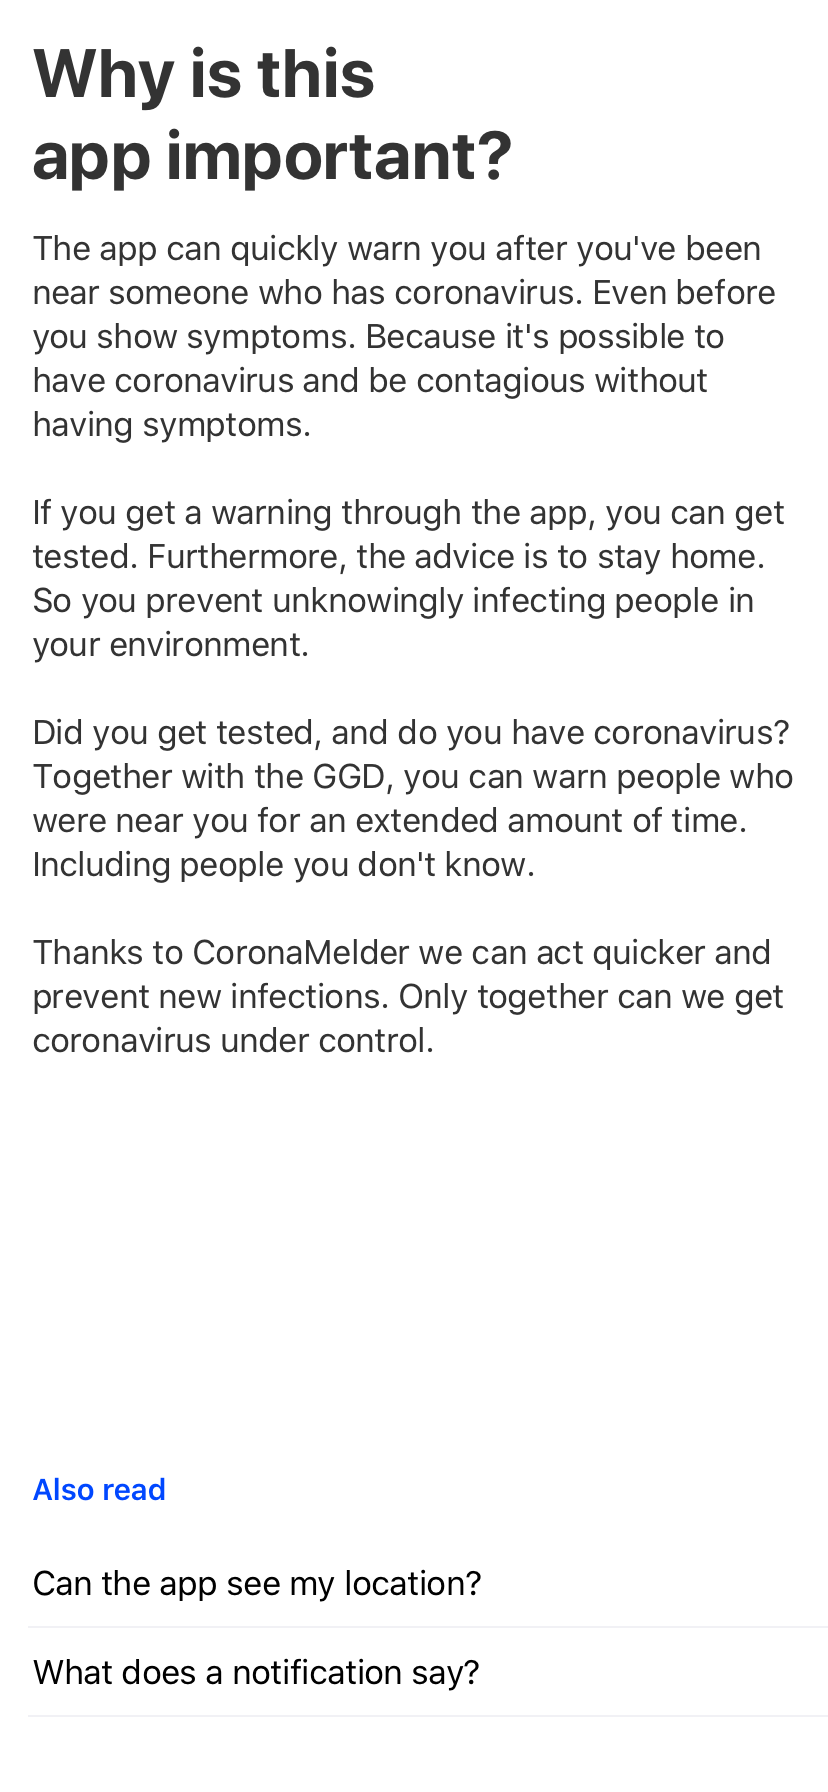 Why is this
app important?
The app can quickly warn you after you've been
near someone who has coronavirus. Even before
you show symptoms. Because it's possible to
have coronavirus and be contagious without
having symptoms.
If you get a warning through the app, you can get
tested. Furthermore, the advice is to stay home.
So you prevent unknowingly infecting people in
your environment.
Did you get tested, and do you have coronavirus?
Together with the GGD, you can warn people who
were near you for an extended amount of time.
Including people you don't know.
Thanks to CoronaMelder we can act quicker and
prevent new infections. Only together can we get
coronavirus under control.
Also read
Can the app see my location?
What does a notification say?